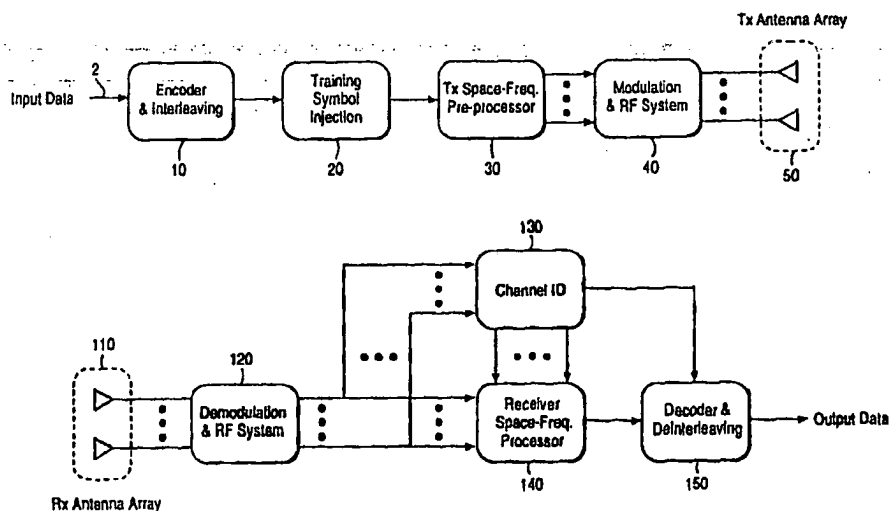 Tx Antenna Array
Input Data
2
Encoder
& Interleaving
10
Training
Symbol
Injection
20
Tx Space-Freq.
Pre-processor
30
Modulation
& RF System
40
50
130
Channel ID
110
120
Demodulation
& RF System
Receiver
Space-Freq.
Processor
140
Decoder &
Deinterleaving
150
Output Data
Rx Antenna Array